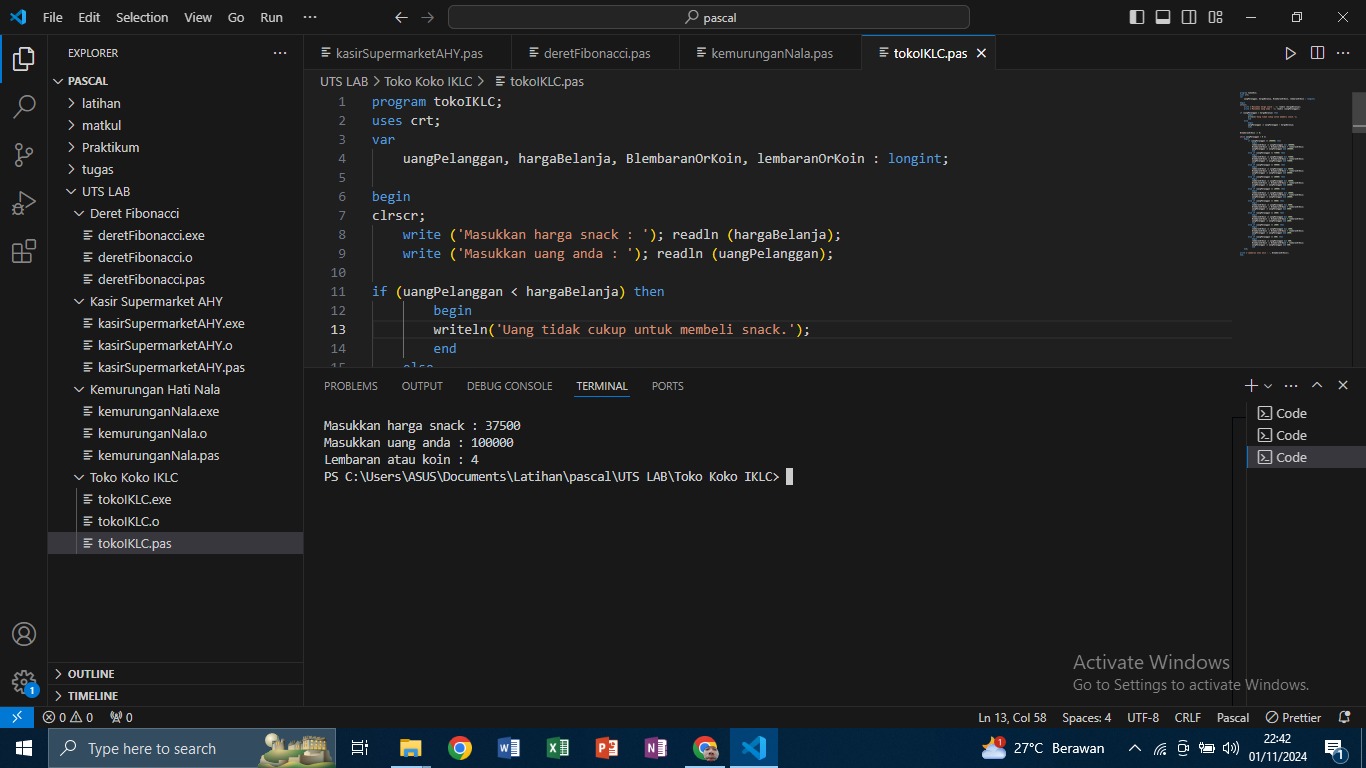 File Edit Selection View Go Run ··· pascal
EXPLORER ···
PASCAL
latihan
matkul
Praktikum
tugas
UTS LAB
Deret Fibonacci
deretFibonacci.exe
deretFibonacci.o
deretFibonacci.pas
Kasir Supermarket AHY
kasirSupermarketAHY.exe
kasirSupermarketAHY.o
kasirSupermarketAHY.pas
Kemurungan Hati Nala
kemurunganNala.exe
kemurunganNala.o
kemurunganNala.pas
Toko Koko IKLC
tokoIKLC.exe
tokoIKLC.o
tokoIKLC.pas
OUTLINE
TIMELINE
kasirSupermarketAHY.pas deretFibonacci.pas kemurunganNala.pas tokoIKLC.pas
UTS LAB > Toko Koko IKLC > tokoIKLC.pas
1 program tokoIKLC;
2 uses crt;
3 var
4 uangPelanggan, hargaBelanja, BlembaranOrKoin, lembaranOrKoin : longint;
5
6 begin
7 clrscr;
8 write ('Masukkan harga snack : '); readln (hargaBelanja);
9 write ('Masukkan uang anda : '); readln (uangPelanggan);
10
11 if (uangPelanggan < hargaBelanja) then
12 begin
13 writeln('Uang tidak cukup untuk membeli snack.');
14 end
15 else
PROBLEMS OUTPUT DEBUG CONSOLE TERMINAL PORTS
Masukkan harga snack : 37500
Masukkan uang anda : 100000
Lembaran atau koin : 4
PS C:\Users\ASUS\Documents\Latihan\pascal\UTS LAB\Toko Koko IKLC>
Code
Code
Code
Activate Windows
Go to Settings to activate Windows.
1
0 0 0 Ln 13, Col 58 Spaces: 4 UTF-8 CRLF Pascal Prettier
Type here to search 1 27°C Berawan 22:42
01/11/2024 1